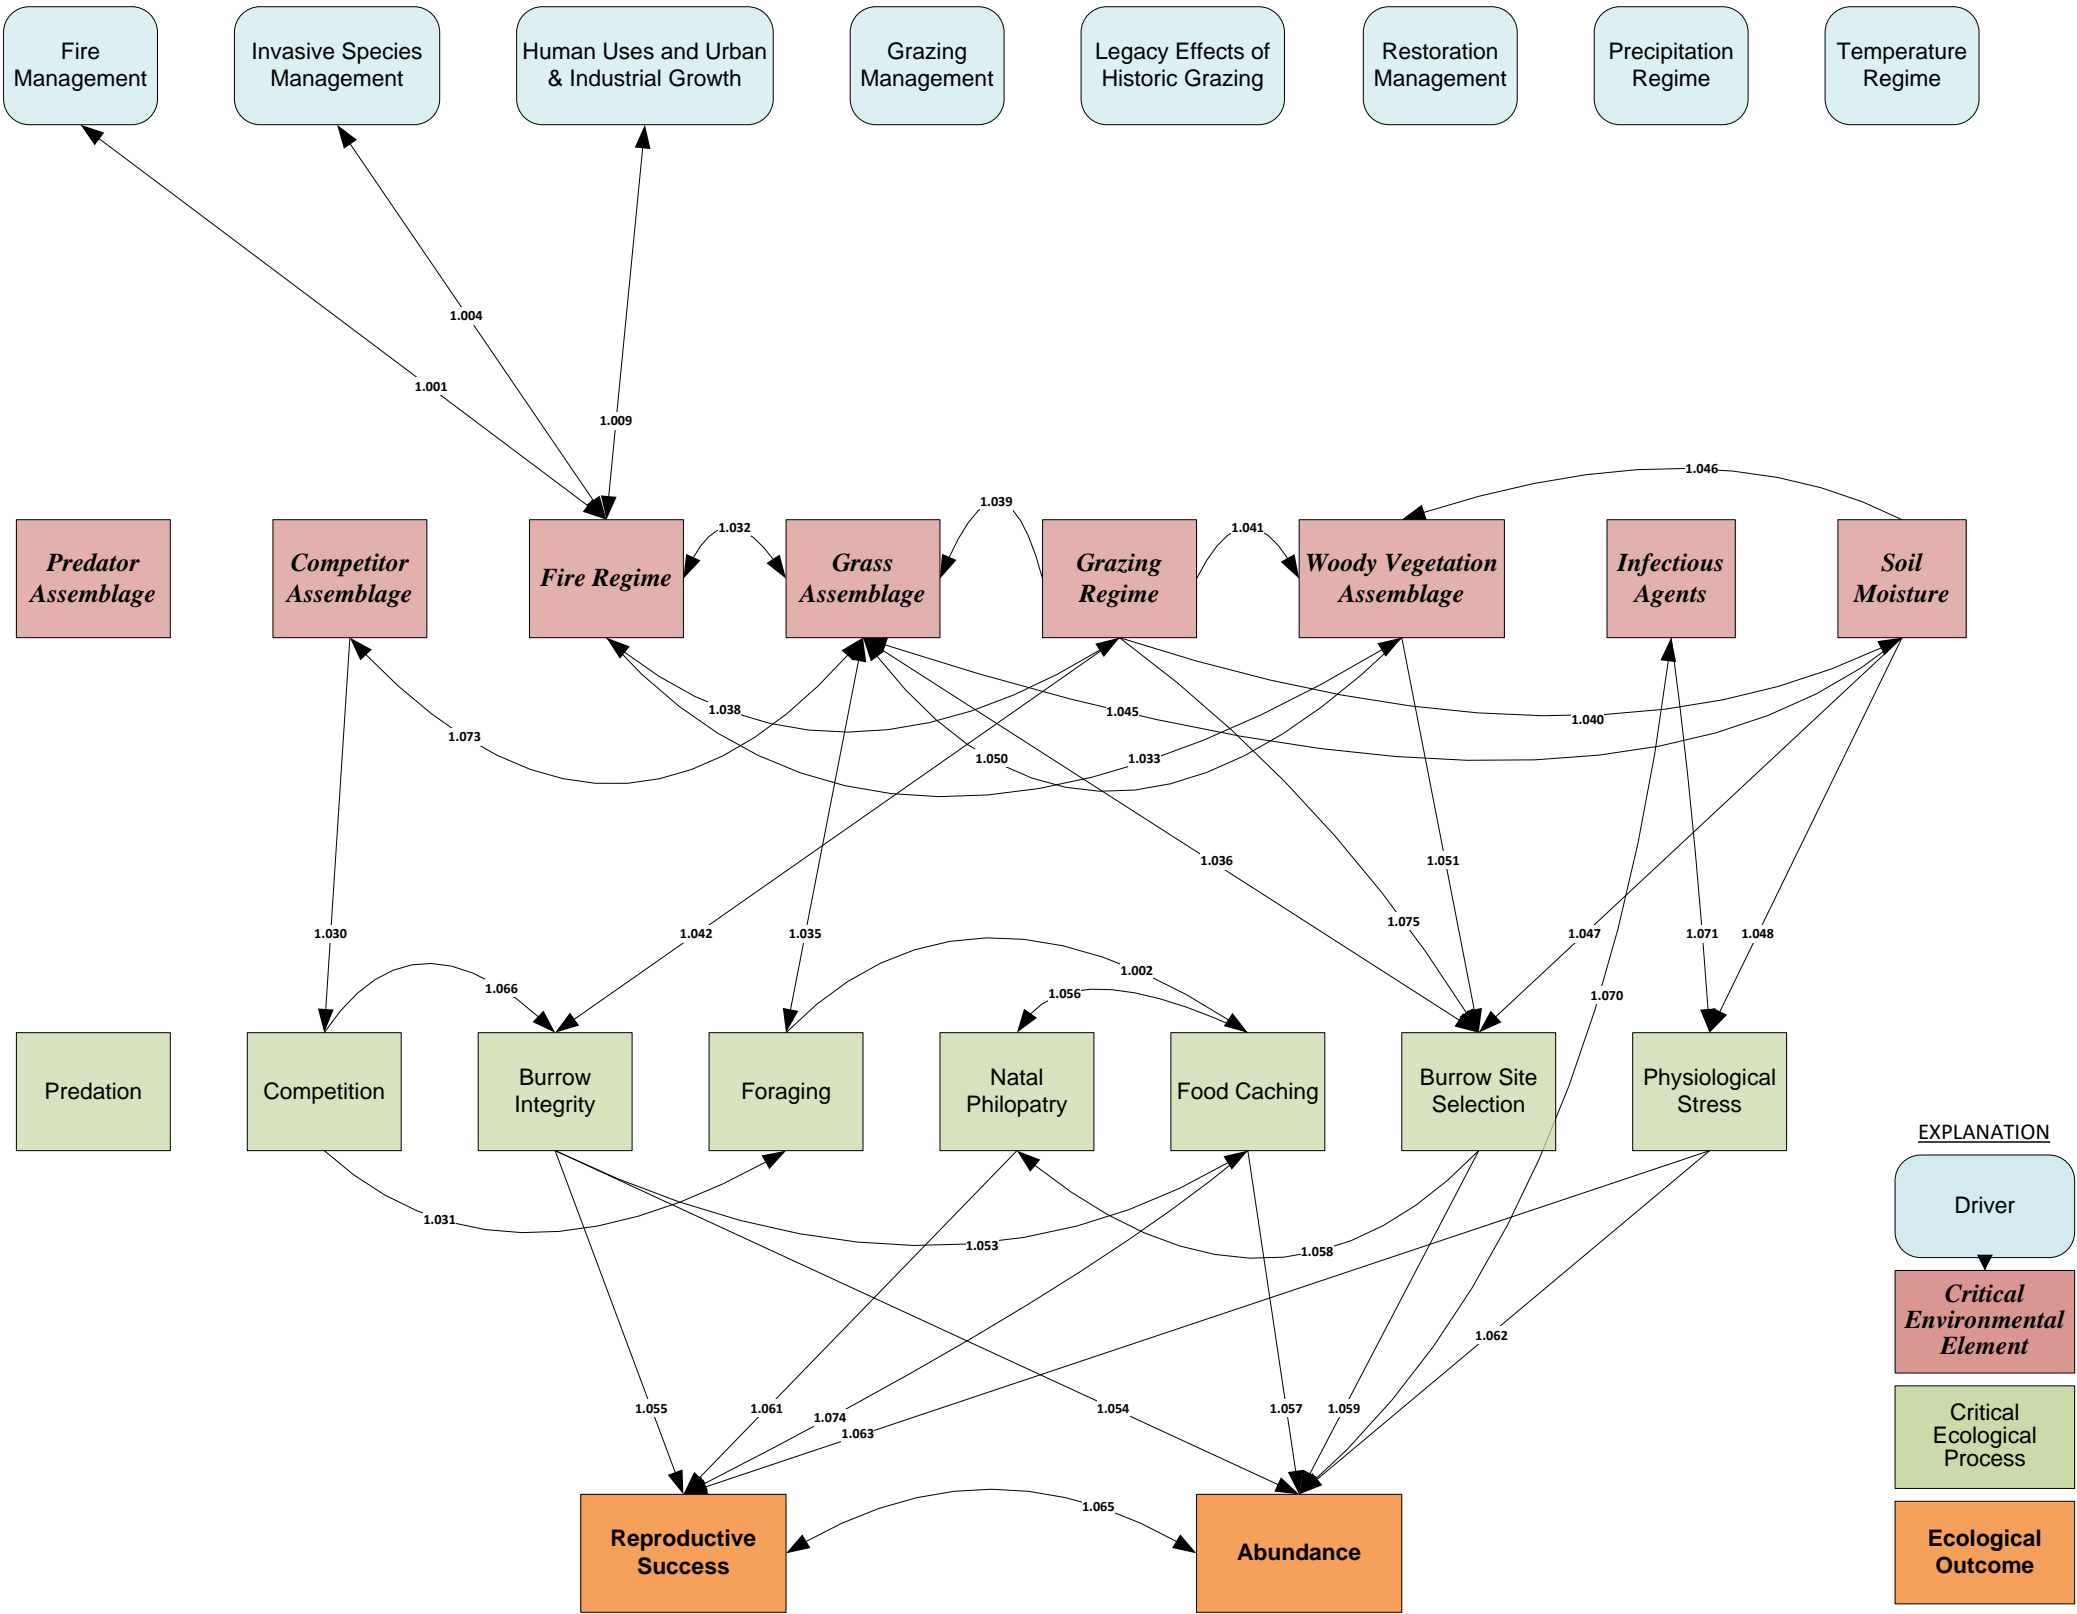 Fire
Management
Invasive Species
Management
Human Uses and Urban
& Industrial Growth
Grazing
Management
Legacy Effects of
Historic Grazing
Restoration
Management
Precipitation
Regime
Temperature
Regime
1.004
1.001
1.009
1.046
1.039
1.032
1.041
Predator
Assemblage
Competitor
Assemblage
Fire Regime
Grass
Assemblage
Grazing
Regime
Woody Vegetation
Assemblage
Infectious
Agents
Soil
Moisture
1.038
1.045
1.040
1.073
1.050
1.033
1.036
1.051
1.075
1.030
1.042
1.035
1.047
1.071
1.048
1.002
1.066
1.056
1.070
Predation
Competition
Burrow
Integrity
Foraging
Natal
Philopatry
Food Caching
Burrow Site
Selection
Physiological
Stress
1.031
1.053
1.058
1.062
1.055
1.061
1.074
1.063
1.054
1.057
1.059
1.065
Reproductive
Success
Abundance
EXPLANATION
Driver
Critical
Environmental
Element
Critical
Ecological
Process
Ecological
Outcome